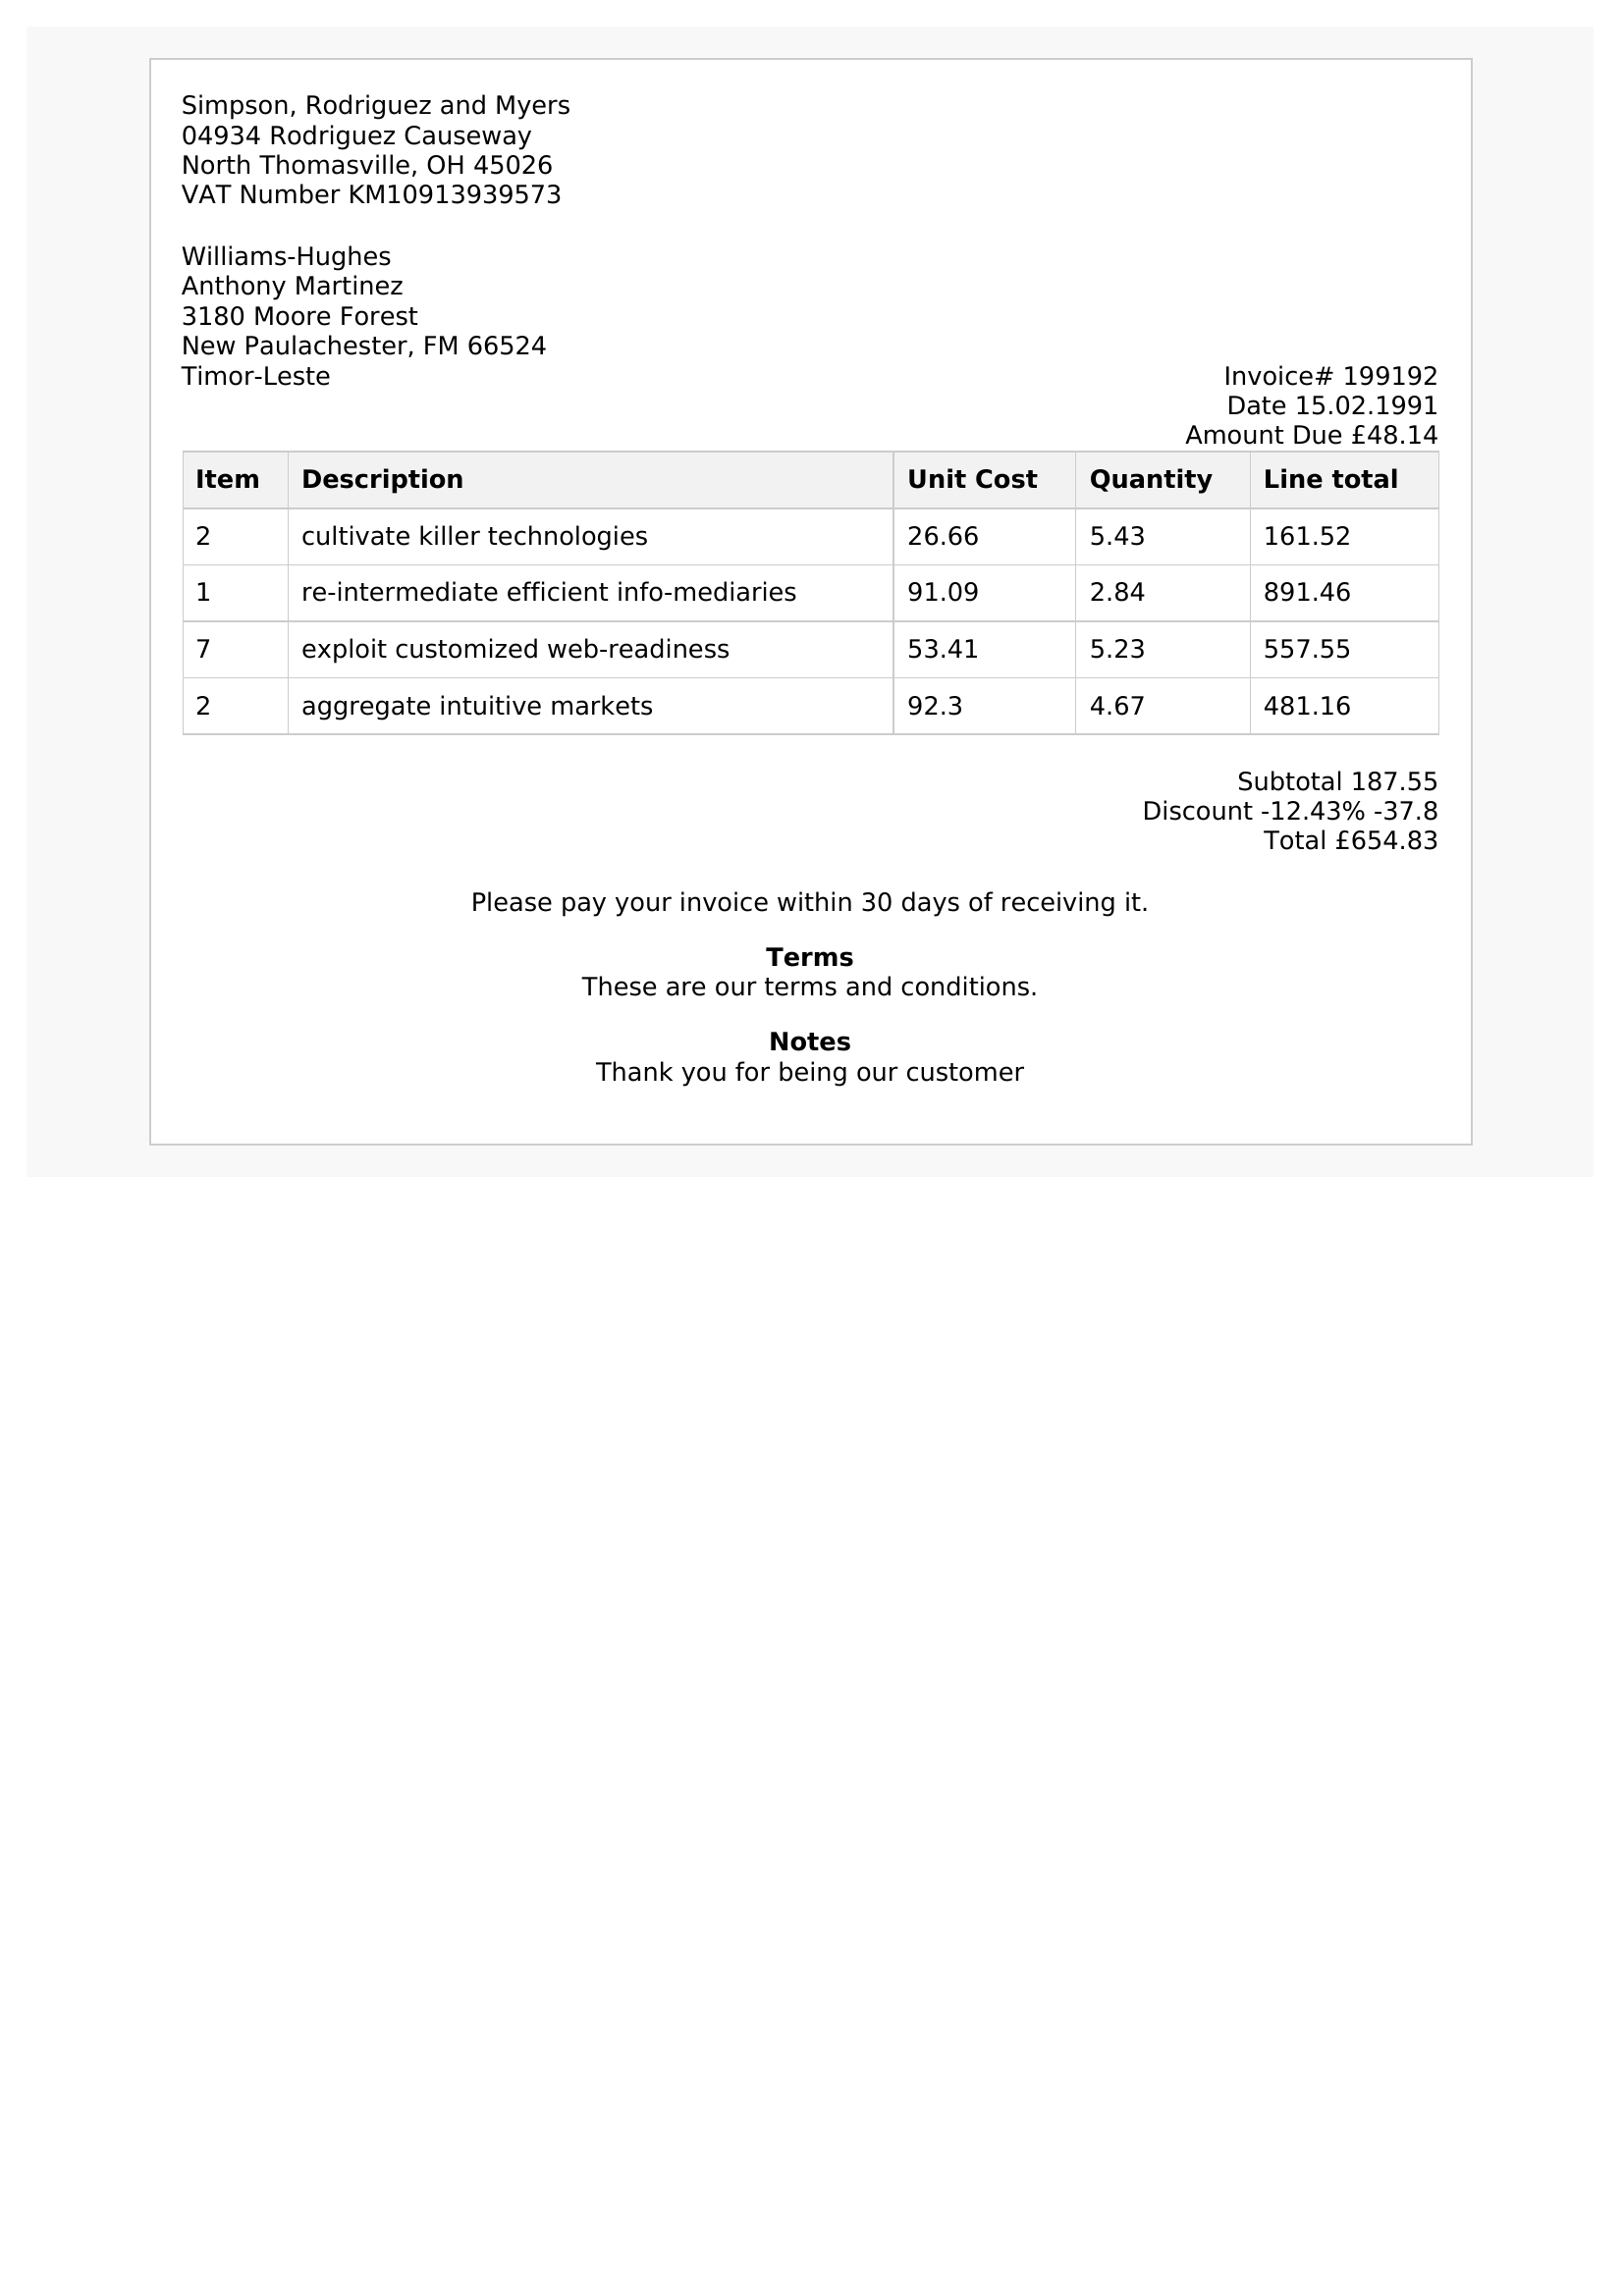 Simpson, Rodriguez and Myers
04934 Rodriguez Causeway
North Thomasville, OH 45026
VAT Number KM10913939573
Williams-Hughes
Anthony Martinez
3180 Moore Forest
New Paulachester, FM 66524
Timor-Leste
Invoice# 199192
Date 15.02.1991
Amount Due £48.14
Item Description Unit Cost Quantity Line total
2 cultivate killer technologies 26.66 5.43 161.52
1 re-intermediate efficient info-mediaries 91.09 2.84 891.46
7 exploit customized web-readiness 53.41 5.23 557.55
2 aggregate intuitive markets 92.3 4.67 481.16
Subtotal 187.55
Discount -12.43% -37.8
Total £654.83
Please pay your invoice within 30 days of receiving it.
Terms
These are our terms and conditions.
Notes
Thank you for being our customer